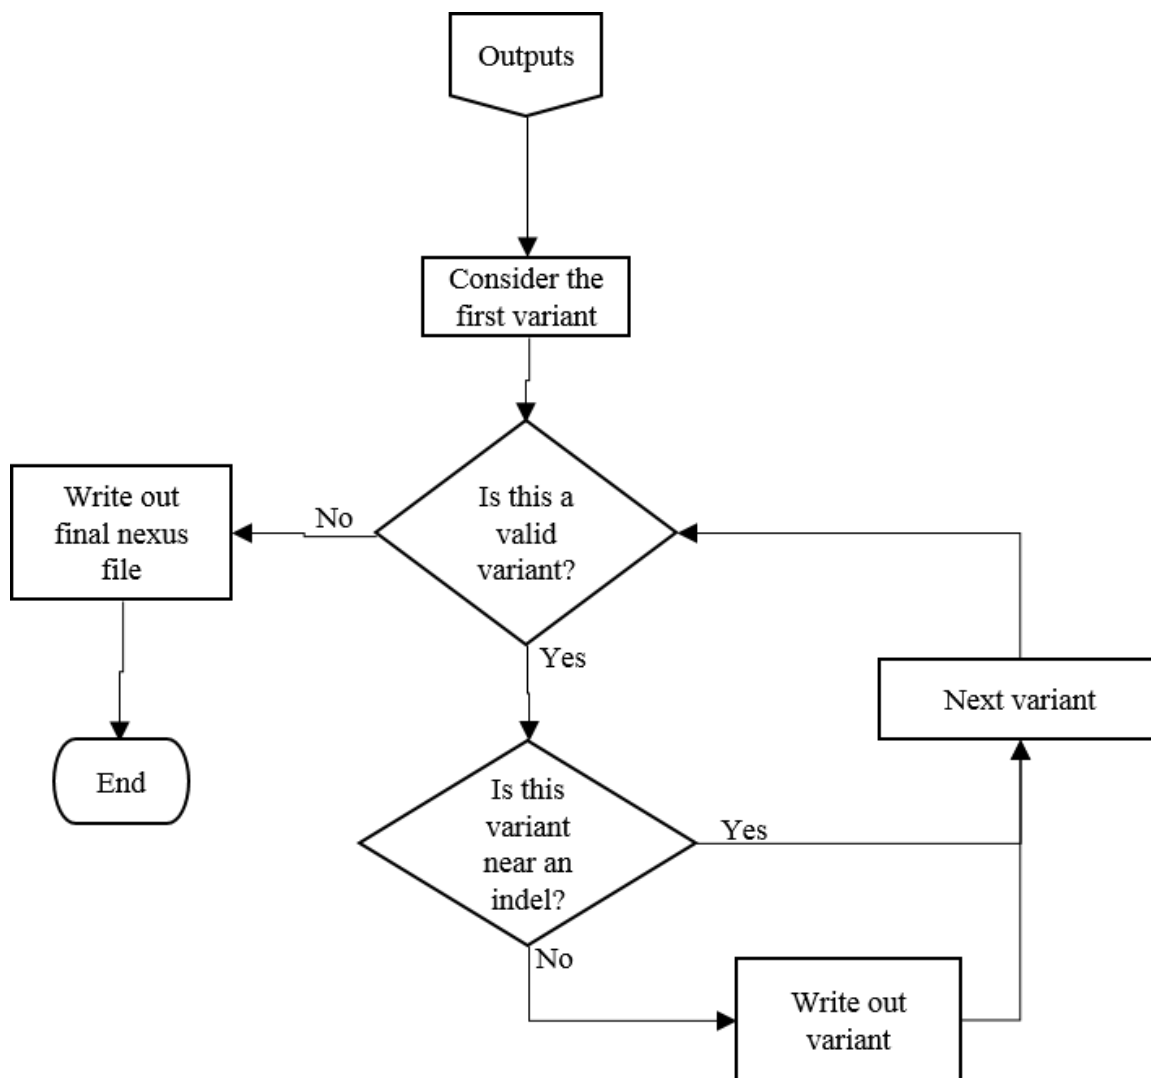 Outputs
Consider the
first variant
Is this a
valid
variant?
No
Write out
final nexus
file
End
Yes
Next variant
Is this
variant
near an
indel?
Yes
No
Write out
variant